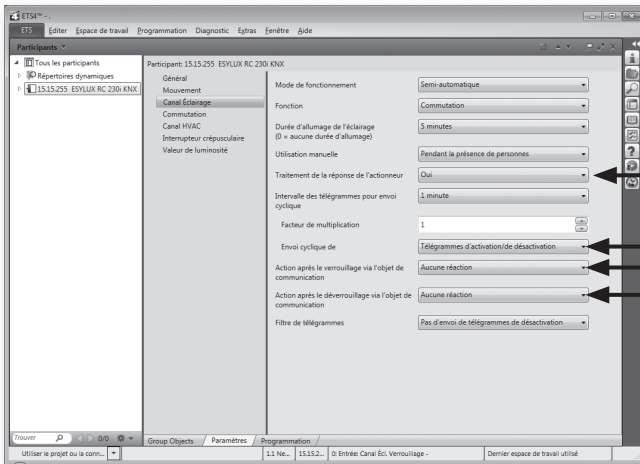 ETS4™ - .
ETS Editer Espace de travail Programmation Diagnostic Extras Fenêtre Aide
Participants
Tous les participants
Répertoires dynamiques
15.15.255 ESYLUX RC 230i KNX
Participant: 15.15.255 ESYLUX RC 230i KNX
Général
Mouvement
Canal Éclairage
Commutation
Canal HVAC
Interrupteur crépusculaire
Valeur de luminosité
Mode de fonctionnement Semi-automatique
Fonction Commutation
Durée d'allumage de l'éclairage
(0 = aucune durée d'allumage) 5 minutes
Utilisation manuelle Pendant la présence de personnes
Traitement de la réponse de l'actionneur Oui
Intervalle des télégrammes pour envoi
cyclique 1 minute
Facteur de multiplication 1
Envoi cyclique de Télégrammes d'activation/de désactivation
Action après le verrouillage via l'objet de
communication Aucune réaction
Action après le déverrouillage via l'objet de
communication Aucune réaction
Filtre de télégrammes Pas d'envoi de télégrammes de désactivation
Trouver 0/0
Group Objects Paramètres Programmation
Utiliser le projet ou la conn... 1.1 Ne... 15.15.2... 0: Entrée: Canal Écl. Verrouillage - Dernier espace de travail utilisé